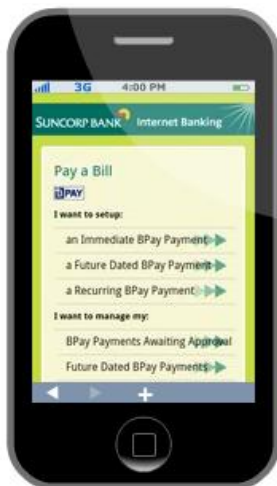 3G 4:00 PM
SUNCORP BANK Internet Banking
Pay a Bill
BPAY
I want to setup:
an Immediate BPay Payment
a Future Dated BPay Payment
a Recurring BPay Payment
I want to manage my:
BPay Payments Awaiting Approval
Future Dated BPay Payments